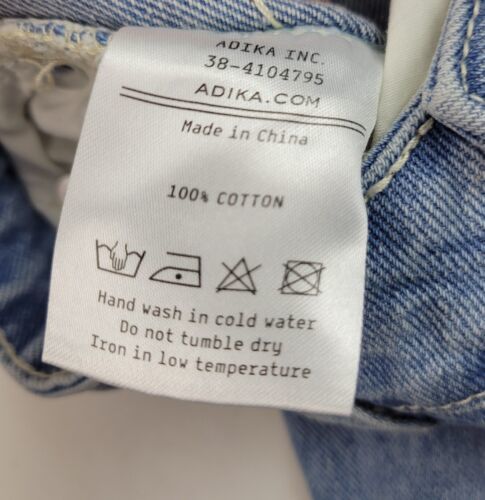 ADIKA INC.
38-4104795
ADIKA.COM
Made in China
100% COTTON
Hand wash in cold water
Do not tumble dry
Iron in low temperature